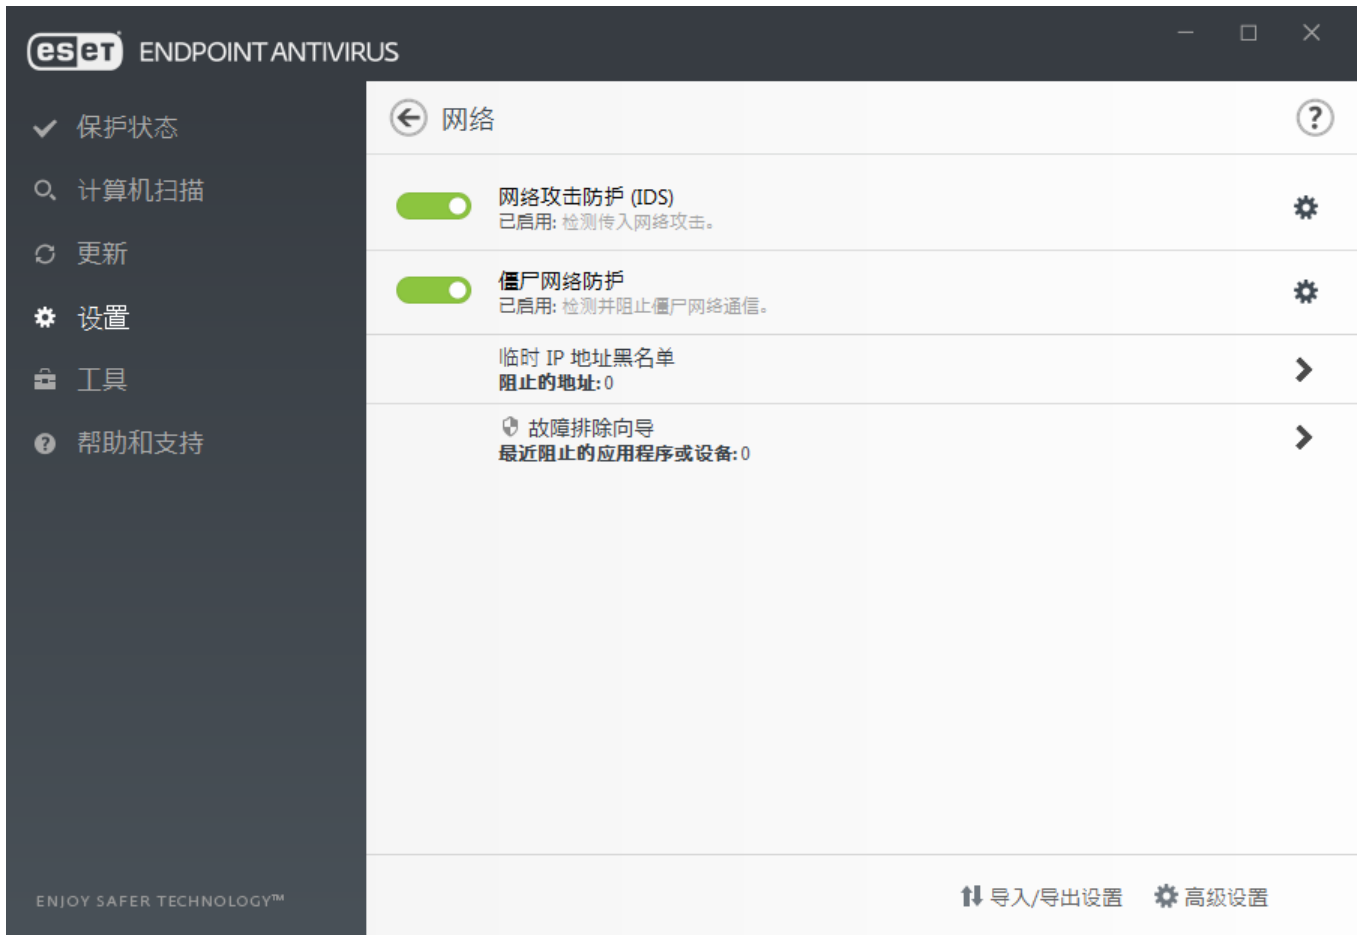 eset ENDPOINT ANTIVIRUS
保护状态
计算机扫描
更新
设置
工具
帮助和支持
ENJOY SAFER TECHNOLOGY™
网络
?
网络攻击防护 (IDS)
已启用: 检测传入网络攻击。
僵尸网络防护
已启用: 检测并阻止僵尸网络通信。
临时 IP 地址黑名单
阻止的地址: 0
故障排除向导
最近阻止的应用程序或设备: 0
导入/导出设置 高级设置